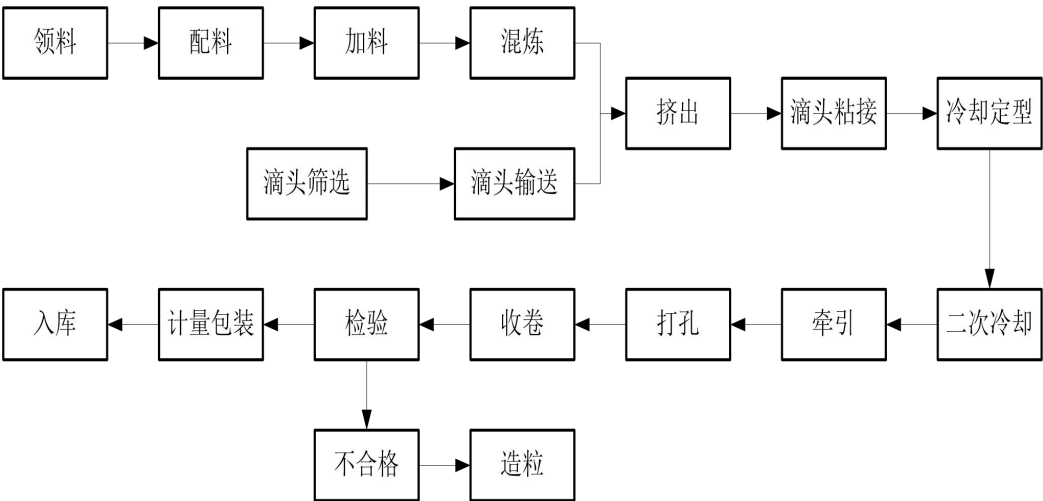 领料
配料
加料
混炼
挤出
滴头粘接
冷却定型
滴头筛选
滴头输送
入库
计量包装
检验
收卷
打孔
牵引
二次冷却
不合格
造粒